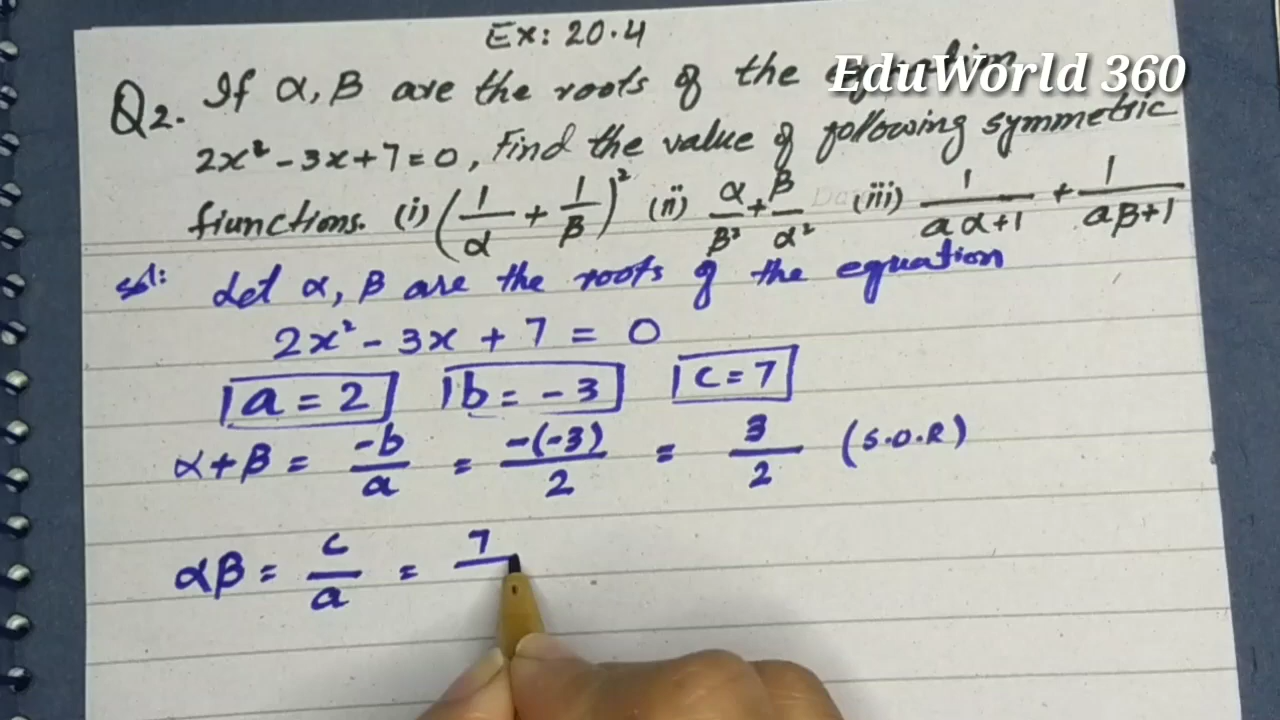 Ex: 20.4
EduWorld 360
Q2. If α, β are the roots of the equation
2x² - 3x + 7 = 0, Find the value of following symmetric
fiunctions. (i) (1/α + 1/β)² (ii) α/β² + β/α² (iii) 1/(aα+1) + 1/(aβ+1)
Sol: Let α, β are the roots of the equation
2x² - 3x + 7 = 0
a = 2 b = -3 c = 7
α+β = -b/a = -(-3)/2 = 3/2 (S.O.R)
αβ = c/a = 7